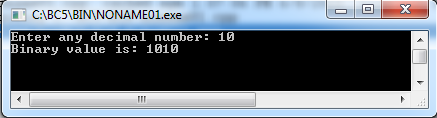 C:\BC5\BIN\NONAME01.exe
Enter any decimal number: 10
Binary value is: 1010